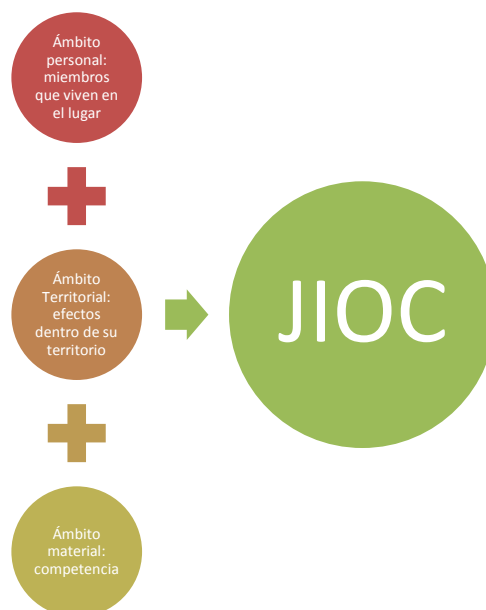 Ámbito
personal:
miembros
que viven en
el lugar
Ámbito
Territorial:
efectos
dentro de su
territorio
JIOC
Ámbito
material:
competencia